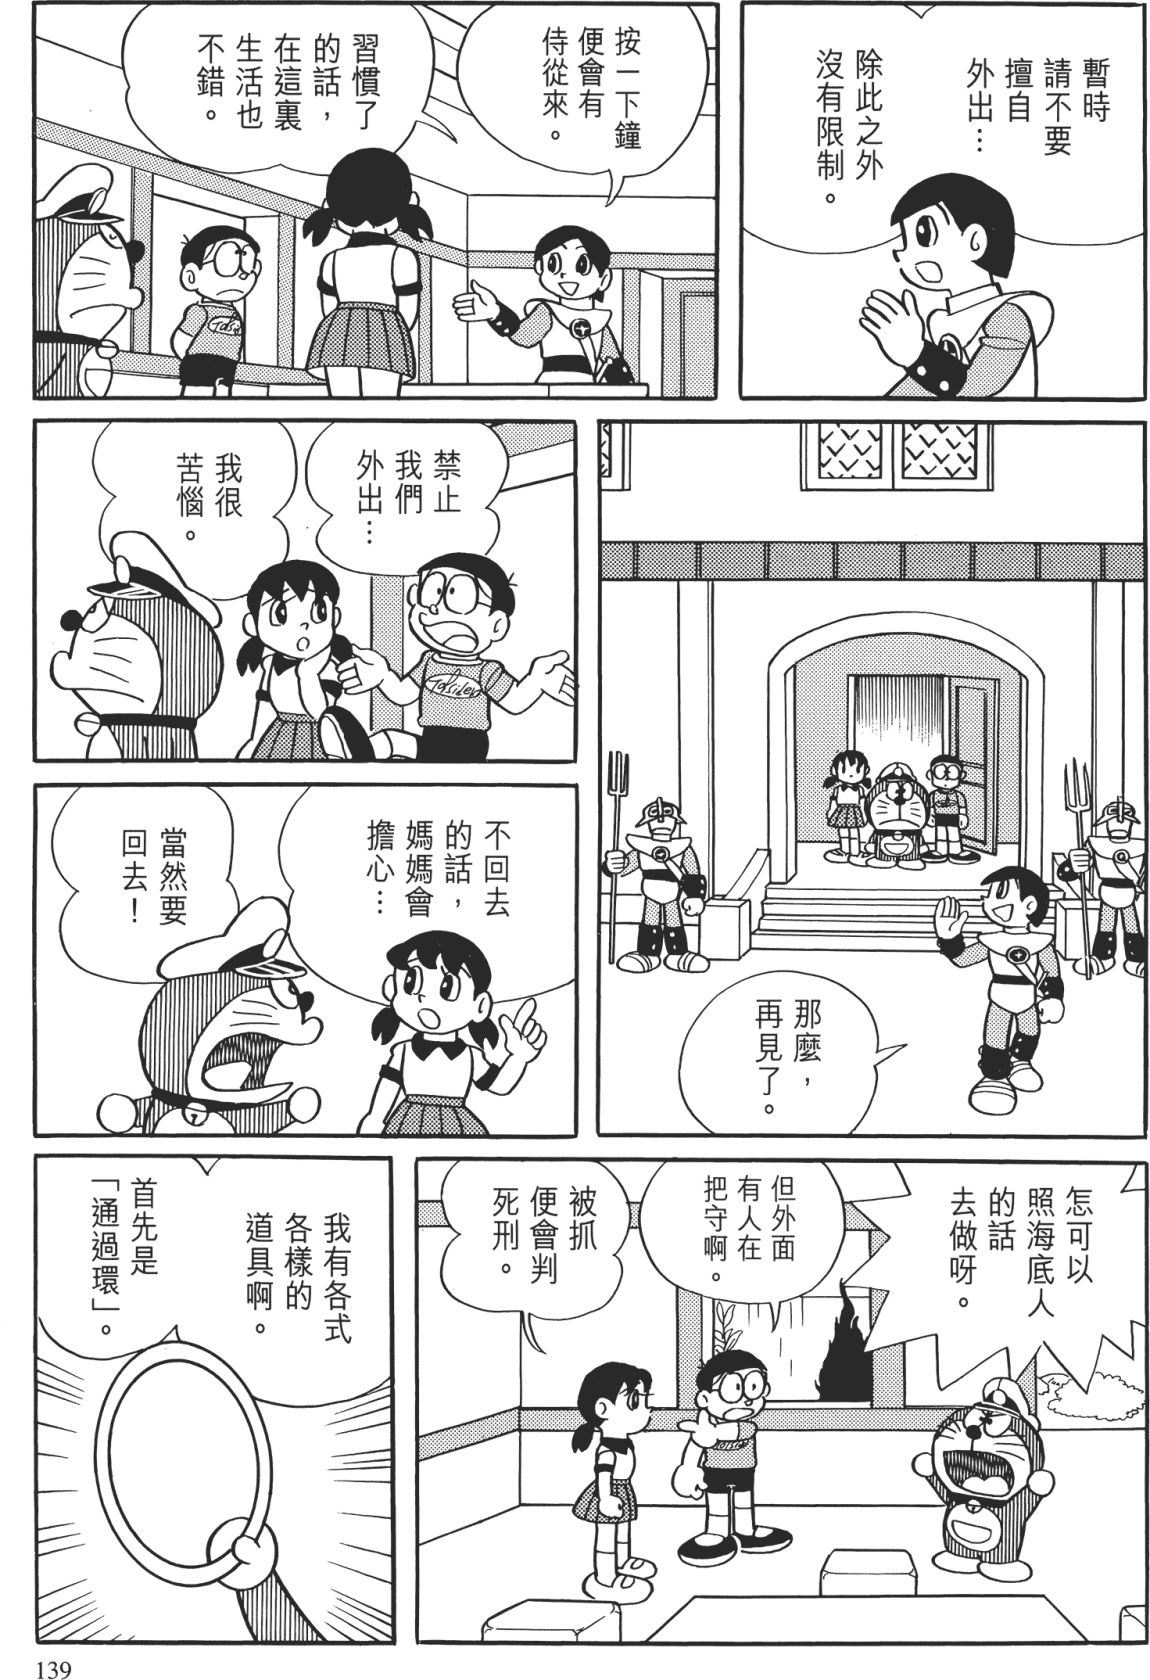 暫時
請不要
擅自
外出…
除此之外
沒有限制。
按一下鐘
便會有
侍從來。
習慣了
的話，
在這裏
生活也
不錯。
那麼，
再見了。
禁止
我們
外出…
我很
苦惱。
不回去
的話，
媽媽會
擔心…
當然要
回去！
怎可以
照海底人
的話
去做呀。
但外面
有人在
把守啊。
被抓
便會判
死刑。
我有各式
各樣的
道具啊。
首先是
「通過環」。
139